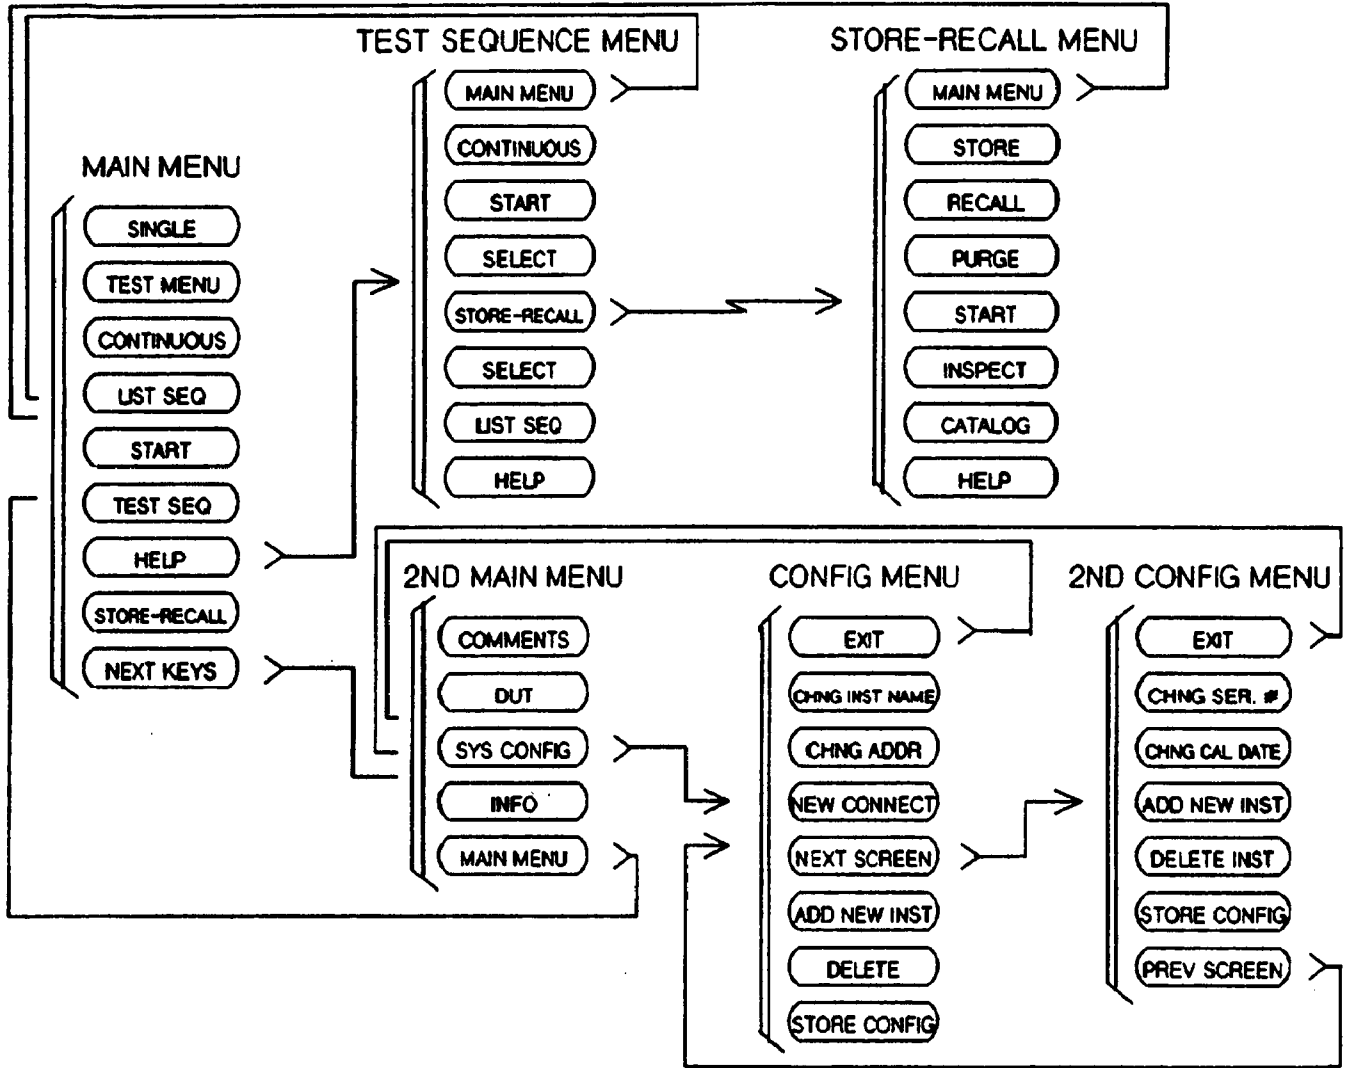 TEST SEQUENCE MENU
MAIN MENU
CONTINUOUS
START
SELECT
STORE-RECALL
SELECT
LIST SEQ
HELP
STORE-RECALL MENU
MAIN MENU
STORE
RECALL
PURGE
START
INSPECT
CATALOG
HELP
MAIN MENU
SINGLE
TEST MENU
CONTINUOUS
LIST SEQ
START
TEST SEQ
HELP
STORE-RECALL
NEXT KEYS
2ND MAIN MENU
COMMENTS
DUT
SYS CONFIG
INFO
MAIN MENU
CONFIG MENU
EXIT
CHNG INST NAME
CHNG ADDR
NEW CONNECT
NEXT SCREEN
ADD NEW INST
DELETE
STORE CONFIG
2ND CONFIG MENU
EXIT
CHNG SER. #
CHNG CAL DATE
ADD NEW INST
DELETE INST
STORE CONFIG
PREV SCREEN